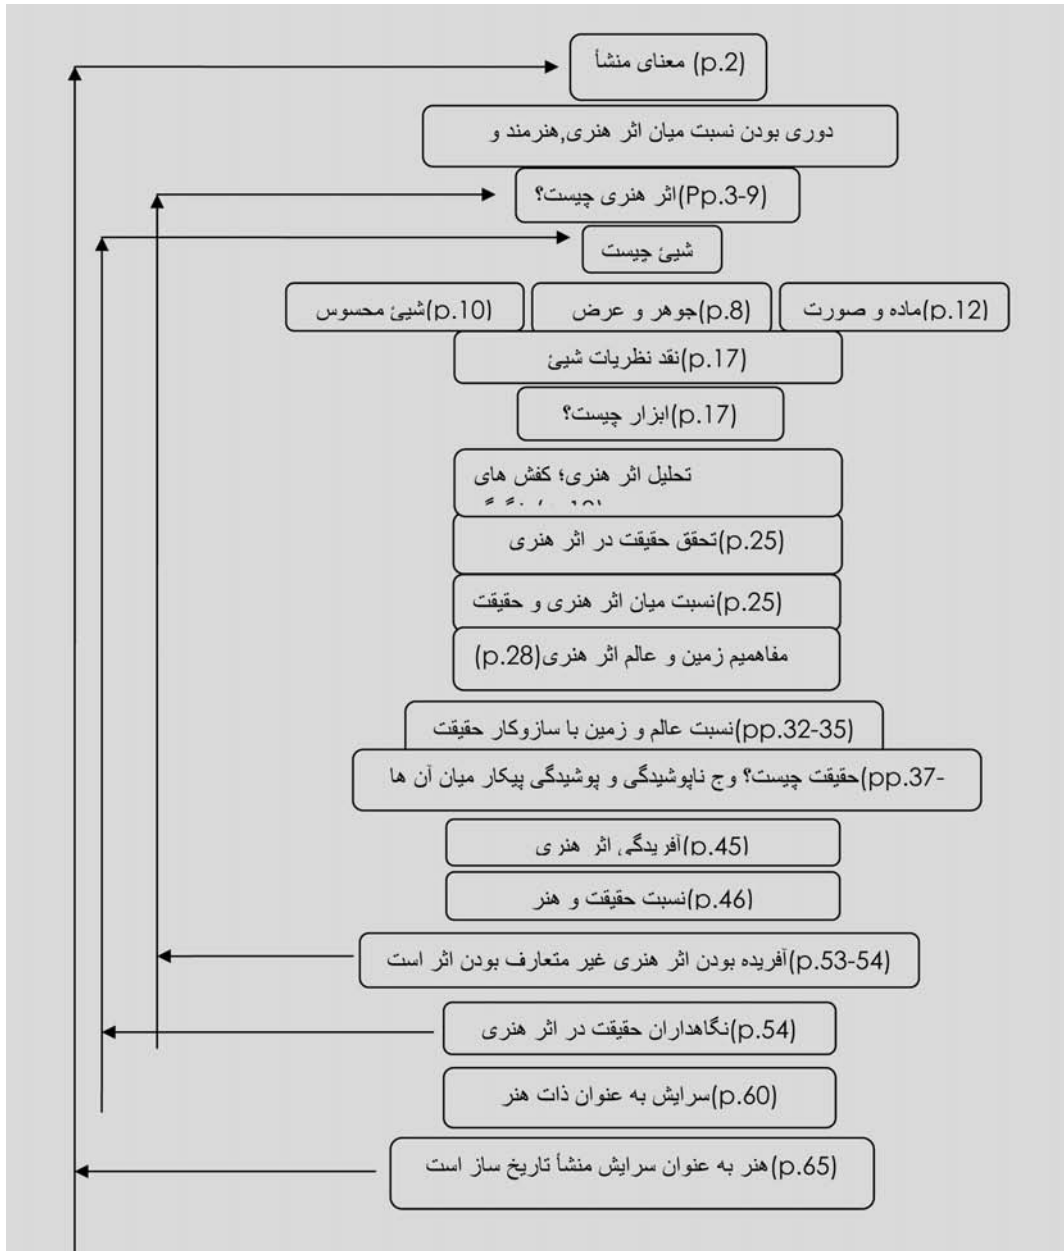 معنای منشأ (p.2)
دوری بودن نسبت میان اثر هنری,هنرمند و
اثر هنری چیست؟(Pp.3-9)
شیئ چیست
ماده و صورت(p.12)
جوهر و عرض(p.8)
شیئ محسوس(p.10)
نقد نظریات شیئ(p.17)
ابزار چیست؟(p.17)
تحلیل اثر هنری؛ کفش های
تحقق حقیقت در اثر هنری(p.25)
نسبت میان اثر هنری و حقیقت(p.25)
مفاهمیم زمین و عالم اثر هنری(p.28)
نسبت عالم و زمین با سازوکار حقیقت(pp.32-35)
حقیقت چیست؟ وج ناپوشیدگی و پوشیدگی پیکار میان آن ها(pp.37-
آفریدگی اثر هنری(p.45)
نسبت حقیقت و هنر(p.46)
آفریده بودن اثر هنری غیر متعارف بودن اثر است(p.53-54)
نگاهداران حقیقت در اثر هنری(p.54)
سرایش به عنوان ذات هنر(p.60)
هنر به عنوان سرایش منشأ تاریخ ساز است(p.65)